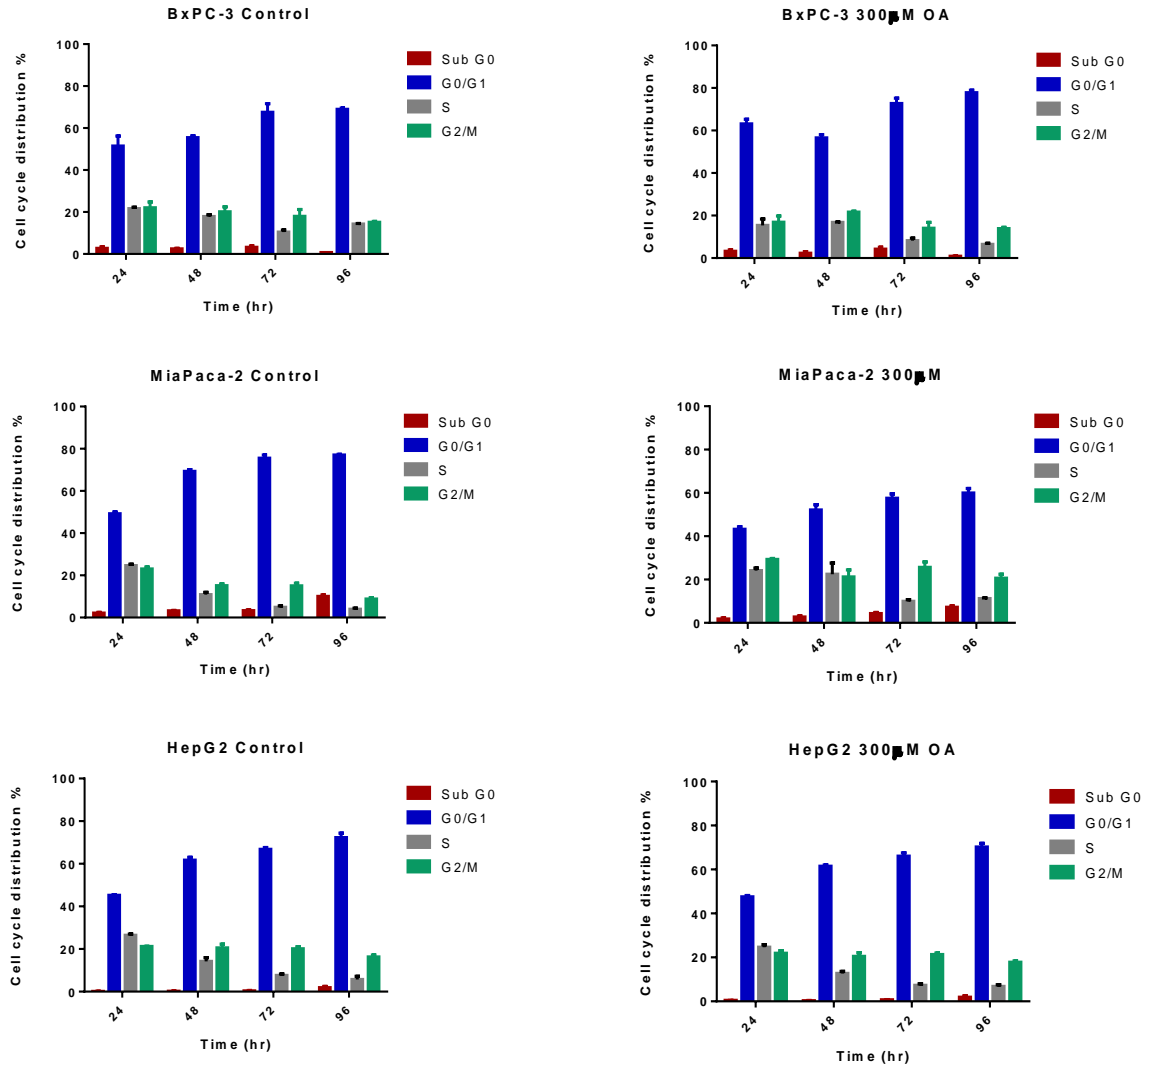 BxPC-3 Control
Cell cycle distribution %
100
80
60
40
20
0
24
48
72
96
Time (hr)
Sub G0
G0/G1
S
G2/M
BxPC-3 300μM OA
Cell cycle distribution %
100
80
60
40
20
0
24
48
72
96
Time (hr)
Sub G0
G0/G1
S
G2/M
MiaPaca-2 Control
Cell cycle distribution %
100
80
60
40
20
0
24
48
72
96
Time (hr)
Sub G0
G0/G1
S
G2/M
MiaPaca-2 300μM
Cell cycle distribution %
100
80
60
40
20
0
24
48
72
96
Time (hr)
Sub G0
G0/G1
S
G2/M
HepG2 Control
Cell cycle distribution %
100
80
60
40
20
0
24
48
72
96
Time (hr)
Sub G0
G0/G1
S
G2/M
HepG2 300μM OA
Cell cycle distribution %
100
80
60
40
20
0
24
48
72
96
Time (hr)
Sub G0
G0/G1
S
G2/M